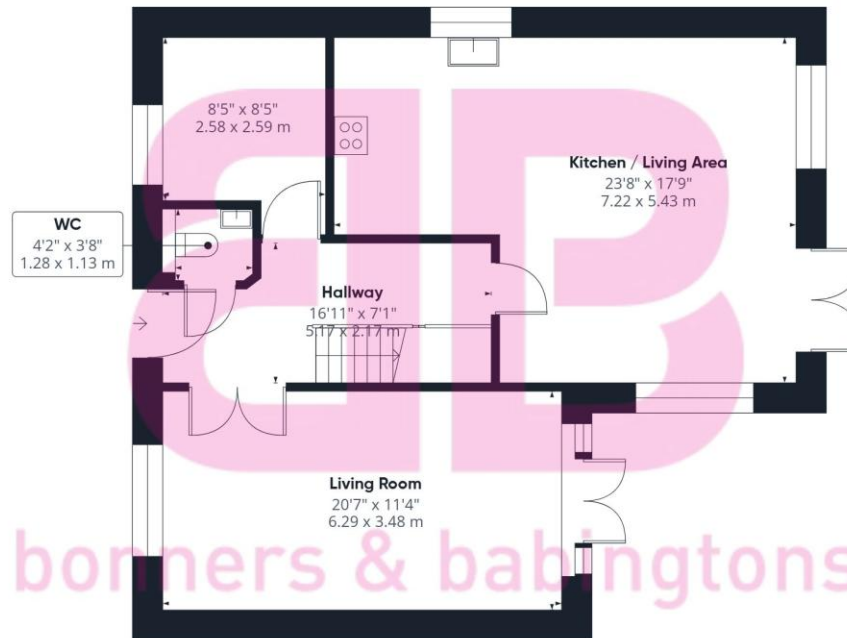 8'5" x 8'5"
2.58 x 2.59 m
Kitchen / Living Area
23'8" x 17'9"
7.22 x 5.43 m
WC
4'2" x 3'8"
1.28 x 1.13 m
Hallway
16'11" x 7'1"
5.17 x 2.17 m
Living Room
20'7" x 11'4"
6.29 x 3.48 m
bonners & babingtons